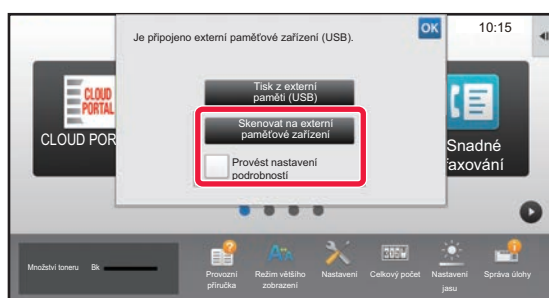 Je připojeno externí paměťové zařízení (USB).
OK
10:15
Tisk z externí
paměti (USB)
Skenovat na externí
paměťové zařízení
Provést nastavení
podrobností
CLOUD
PORTAL
CLOUD POR
Snadné
faxování
Množství toneru
Bk
Provozní
příručka
Režim většího
zobrazení
Nastavení
Celkový počet
Nastavení
jasu
Správa úlohy